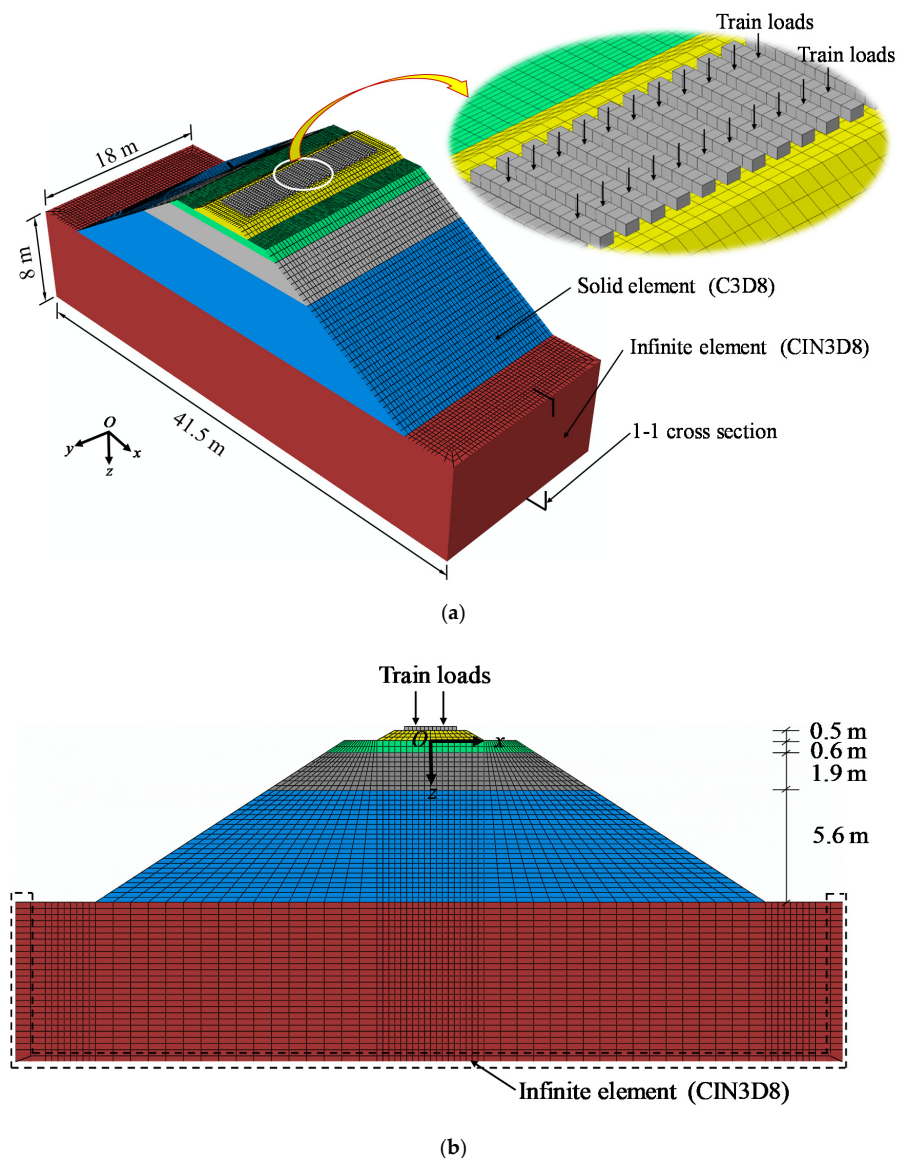 Train loads
Train loads
18 m
8 m
Solid element (C3D8)
Infinite element (CIN3D8)
41.5 m
1-1 cross section
O
y
x
z
(a)
Train loads
0.5 m
O
x
0.6 m
1.9 m
z
5.6 m
Infinite element (CIN3D8)
(b)